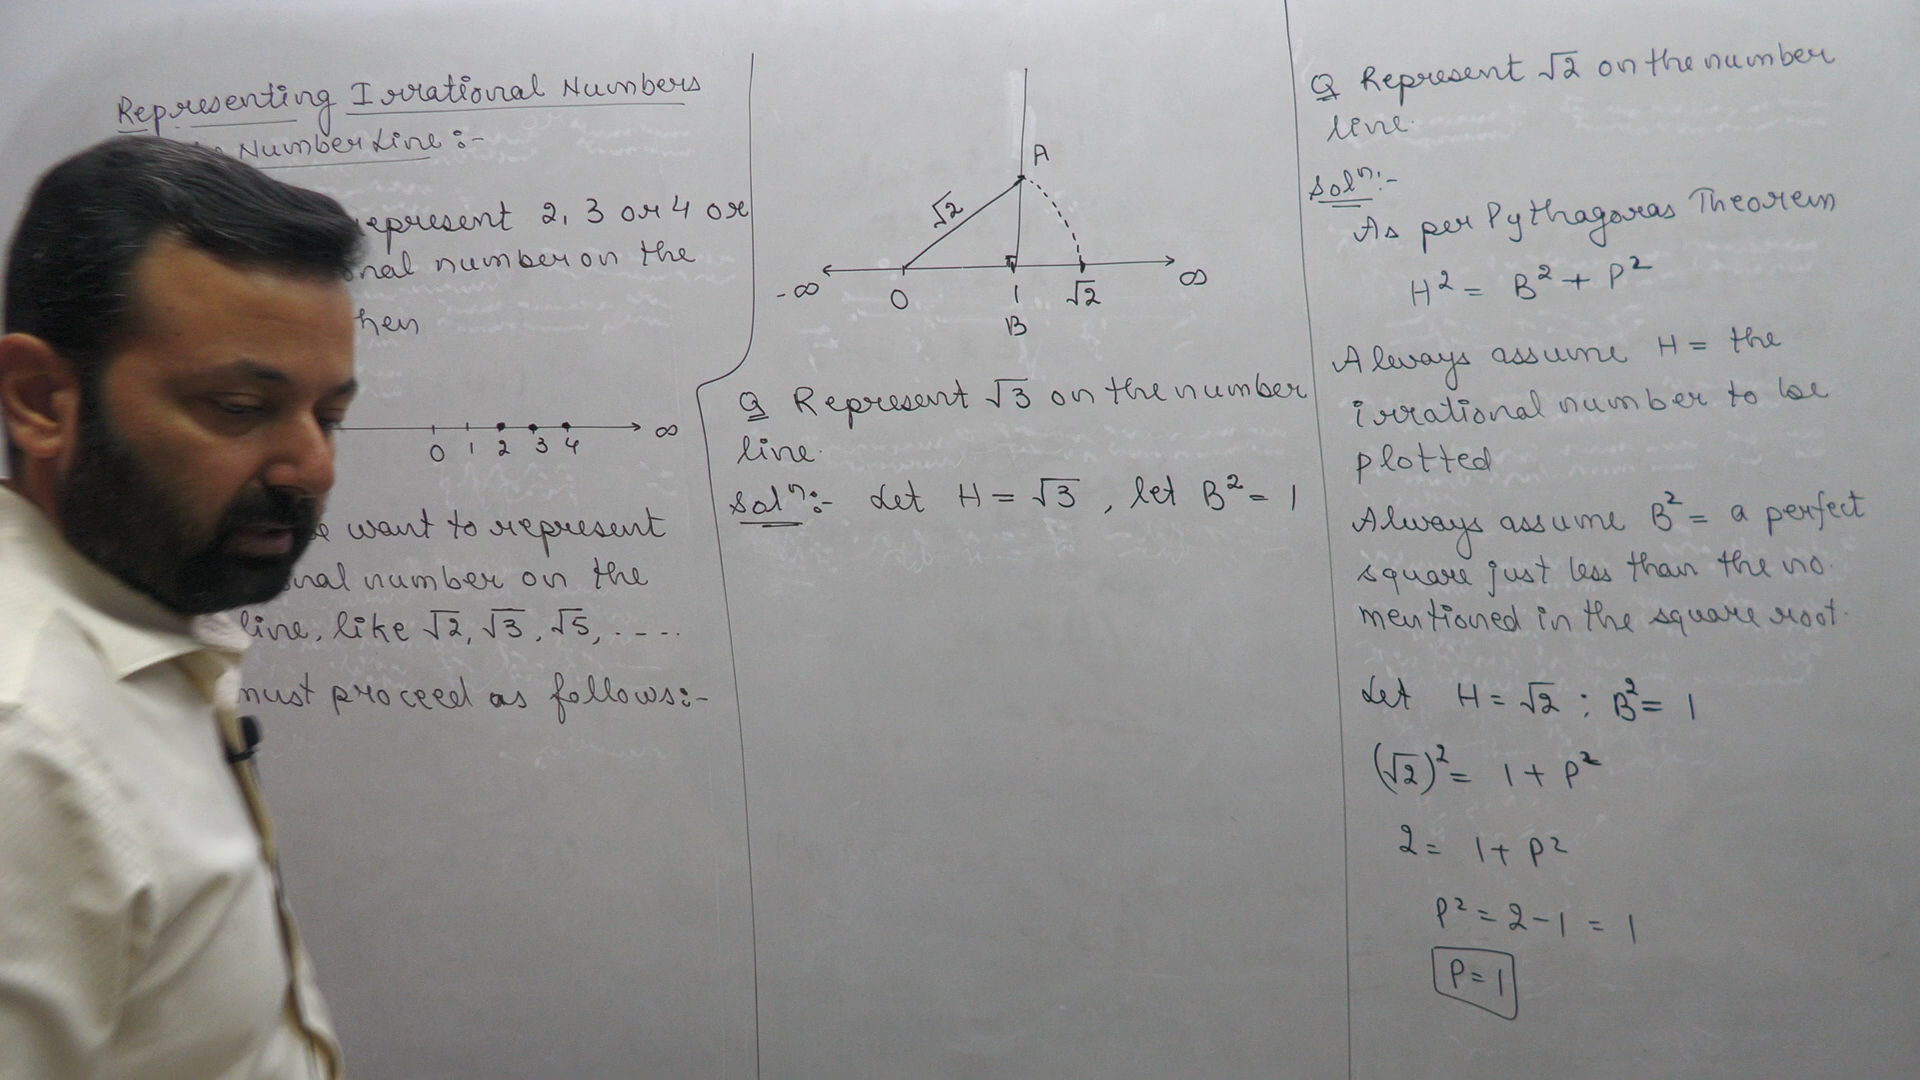 Representing Irrational Numbers
Number Line :-
represent 2, 3 or 4 or
number on the
0 1 2 3 4 ∞
want to represent
number on the
line, like √2, √3, √5, .....
must proceed as follows:-
A
√2
-∞ 0 1 √2 ∞
B
Q Represent √3 on the number
line.
Solⁿ:- Let H = √3 , let B² = 1
Q Represent √2 on the number
line.
Solⁿ:-
As per Pythagoras Theorem
H² = B² + P²
Always assume H = the
irrational number to be
plotted
Always assume B² = a perfect
square just less than the no.
mentioned in the square root.
Let H = √2 ; B² = 1
(√2)² = 1 + P²
2 = 1 + P²
P² = 2 - 1 = 1
P = 1